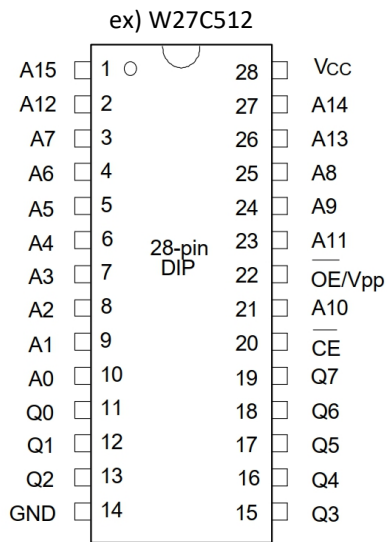 ex) W27C512
A15 1 28 VCC
A12 2 27 A14
A7 3 26 A13
A6 4 25 A8
A5 5 24 A9
A4 6 23 A11
28-pin
DIP
A3 7 22 OE/Vpp
A2 8 21 A10
A1 9 20 CE
A0 10 19 Q7
Q0 11 18 Q6
Q1 12 17 Q5
Q2 13 16 Q4
GND 14 15 Q3